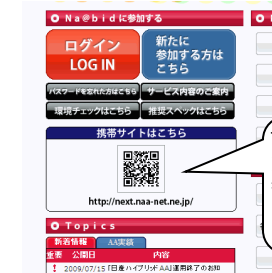 Na@bidに参加する
ログイン
LOG IN
新たに
参加する方は
こちら
パスワードを忘れた方はこちら
サービス内容のご案内
環境チェックはこちら
推奨スペックはこちら
携帯サイトはこちら
http://next.naa-net.ne.jp/
Topics
新着情報
AA実績
重要 公開日 内容
! 2009/07/15 「日産ハイブリッドAA」運用終了のお知